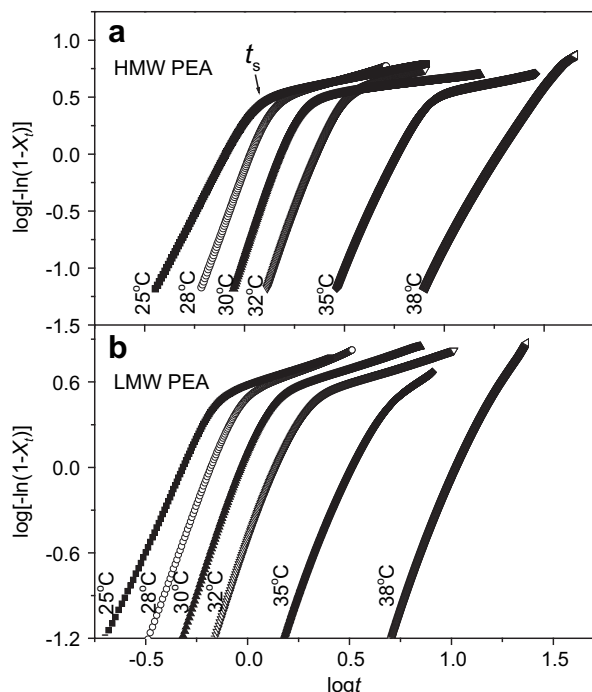 a
HMW PEA
t_s
log[-ln(1-X_t)]
1.0
0.5
0.0
-0.5
-1.0
-1.5
25°C
28°C
30°C
32°C
35°C
38°C
b
LMW PEA
log[-ln(1-X_t)]
0.6
0.0
-0.6
-1.2
25°C
28°C
30°C
32°C
35°C
38°C
-0.5 0.0 0.5 1.0 1.5
logt